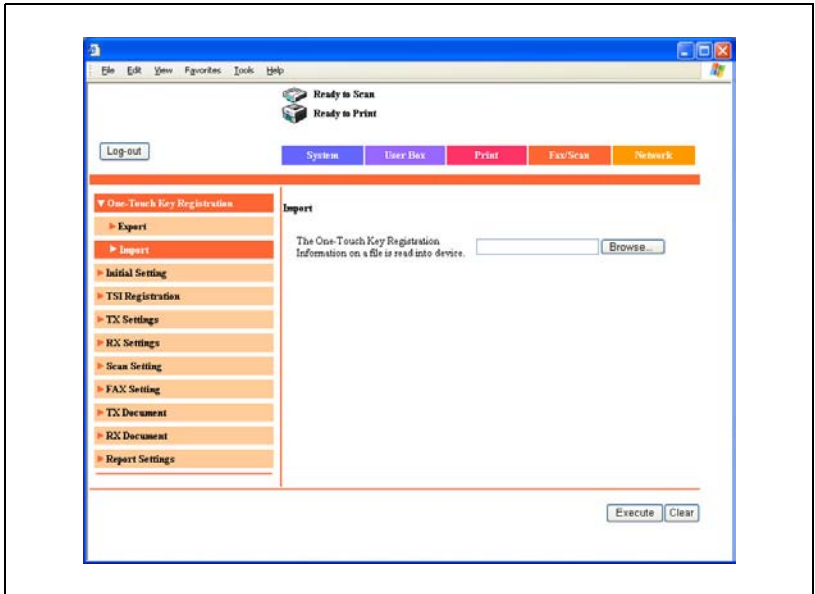 File Edit View Favorites Tools Help
Ready to Scan
Ready to Print
Log-out
System User Box Print Fax/Scan Network
▼ One-Touch Key Registration
Export
Import
Initial Setting
TSI Registration
TX Settings
RX Settings
Scan Setting
FAX Setting
TX Document
RX Document
Report Settings
Import
The One-Touch Key Registration
Information on a file is read into device.
Browse...
Execute Clear